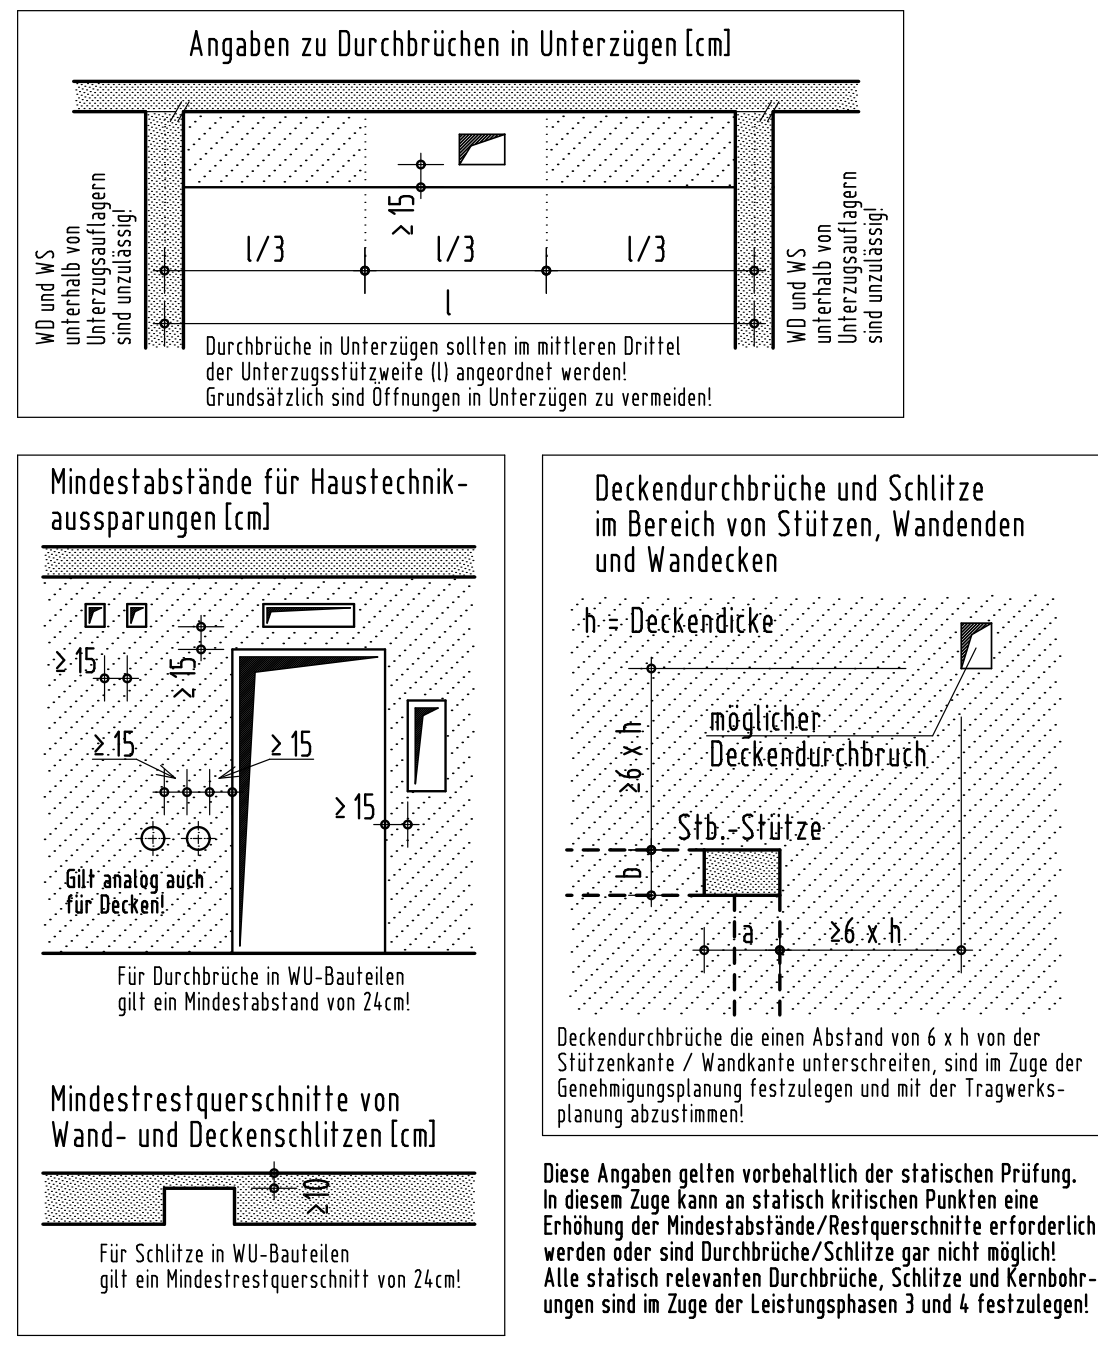 Angaben zu Durchbrüchen in Unterzügen [cm]
WD und WS
unterhalb von
Unterzugsauflagern
sind unzulässig!
≥ 15
l/3
l/3
l/3
l
WD und WS
unterhalb von
Unterzugsauflagern
sind unzulässig!
Durchbrüche in Unterzügen sollten im mittleren Drittel
der Unterzugsstützweite (l) angeordnet werden!
Grundsätzlich sind Öffnungen in Unterzügen zu vermeiden!
Mindestabstände für Haustechnik-
aussparungen [cm]
≥ 15
≥ 15
≥ 15
≥ 15
≥ 15
Gilt analog auch
für Decken!
Für Durchbrüche in WU-Bauteilen
gilt ein Mindestabstand von 24cm!
Mindestrestquerschnitte von
Wand- und Deckenschlitzen [cm]
≥10
Für Schlitze in WU-Bauteilen
gilt ein Mindestrestquerschnitt von 24cm!
Deckendurchbrüche und Schlitze
im Bereich von Stützen, Wandenden
und Wandecken
h = Deckendicke
möglicher
Deckendurchbruch
≥6 x h
Stb.-Stütze
b
a
≥6 x h
Deckendurchbrüche die einen Abstand von 6 x h von der
Stützenkante / Wandkante unterschreiten, sind im Zuge der
Genehmigungsplanung festzulegen und mit der Tragwerks-
planung abzustimmen!
Diese Angaben gelten vorbehaltlich der statischen Prüfung.
In diesem Zuge kann an statisch kritischen Punkten eine
Erhöhung der Mindestabstände/Restquerschnitte erforderlich
werden oder sind Durchbrüche/Schlitze gar nicht möglich!
Alle statisch relevanten Durchbrüche, Schlitze und Kernbohr-
ungen sind im Zuge der Leistungsphasen 3 und 4 festzulegen!